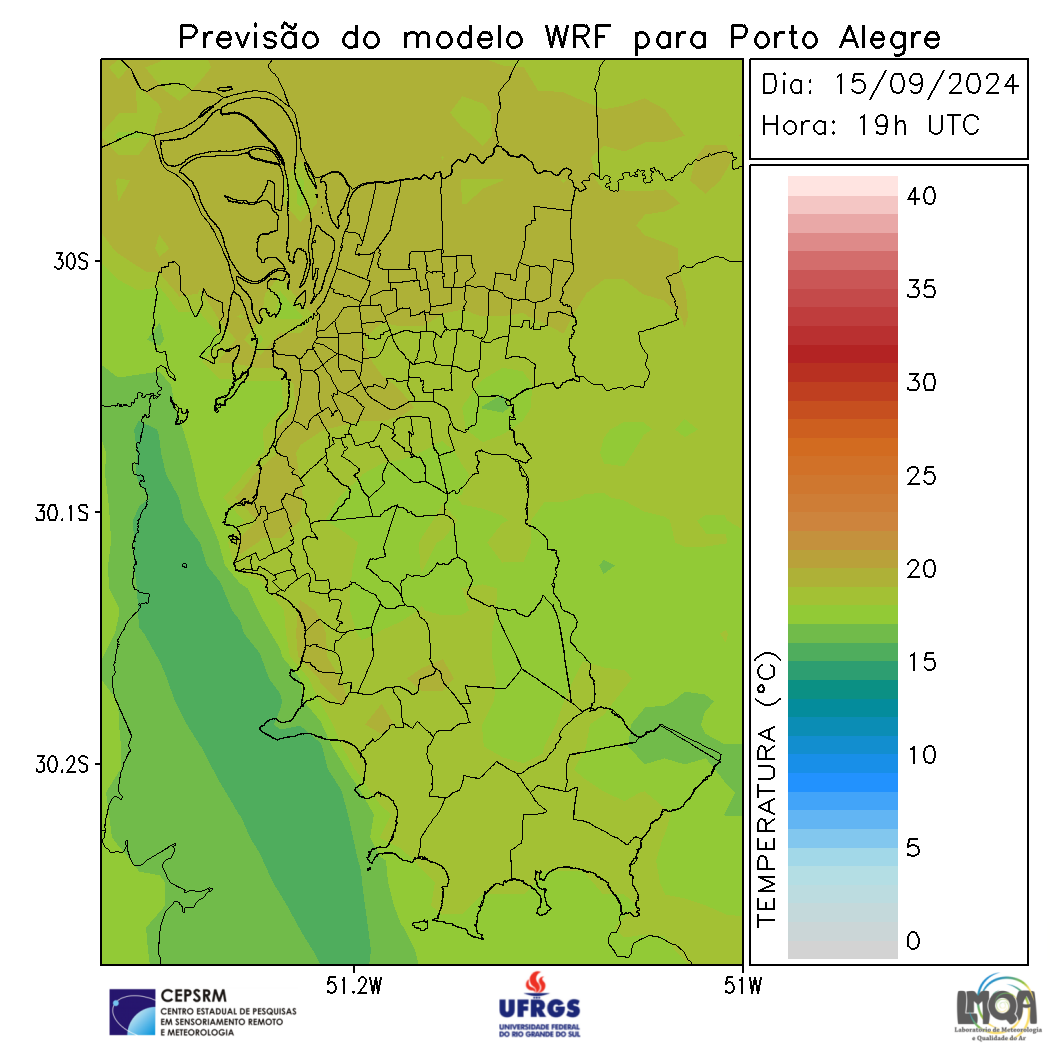 Previsão do modelo WRF para Porto Alegre
Dia: 15/09/2024
Hora: 19h UTC
40
35
30
25
20
15
10
5
0
TEMPERATURA (°C)
30S
30.1S
30.2S
51.2W
51W
CEPSRM
CENTRO ESTADUAL DE PESQUISAS
EM SENSORIAMENTO REMOTO
E METEOROLOGIA
UFRGS
UNIVERSIDADE FEDERAL
DO RIO GRANDE DO SUL
LMQA
Laboratório de Meteorologia
e Qualidade do Ar